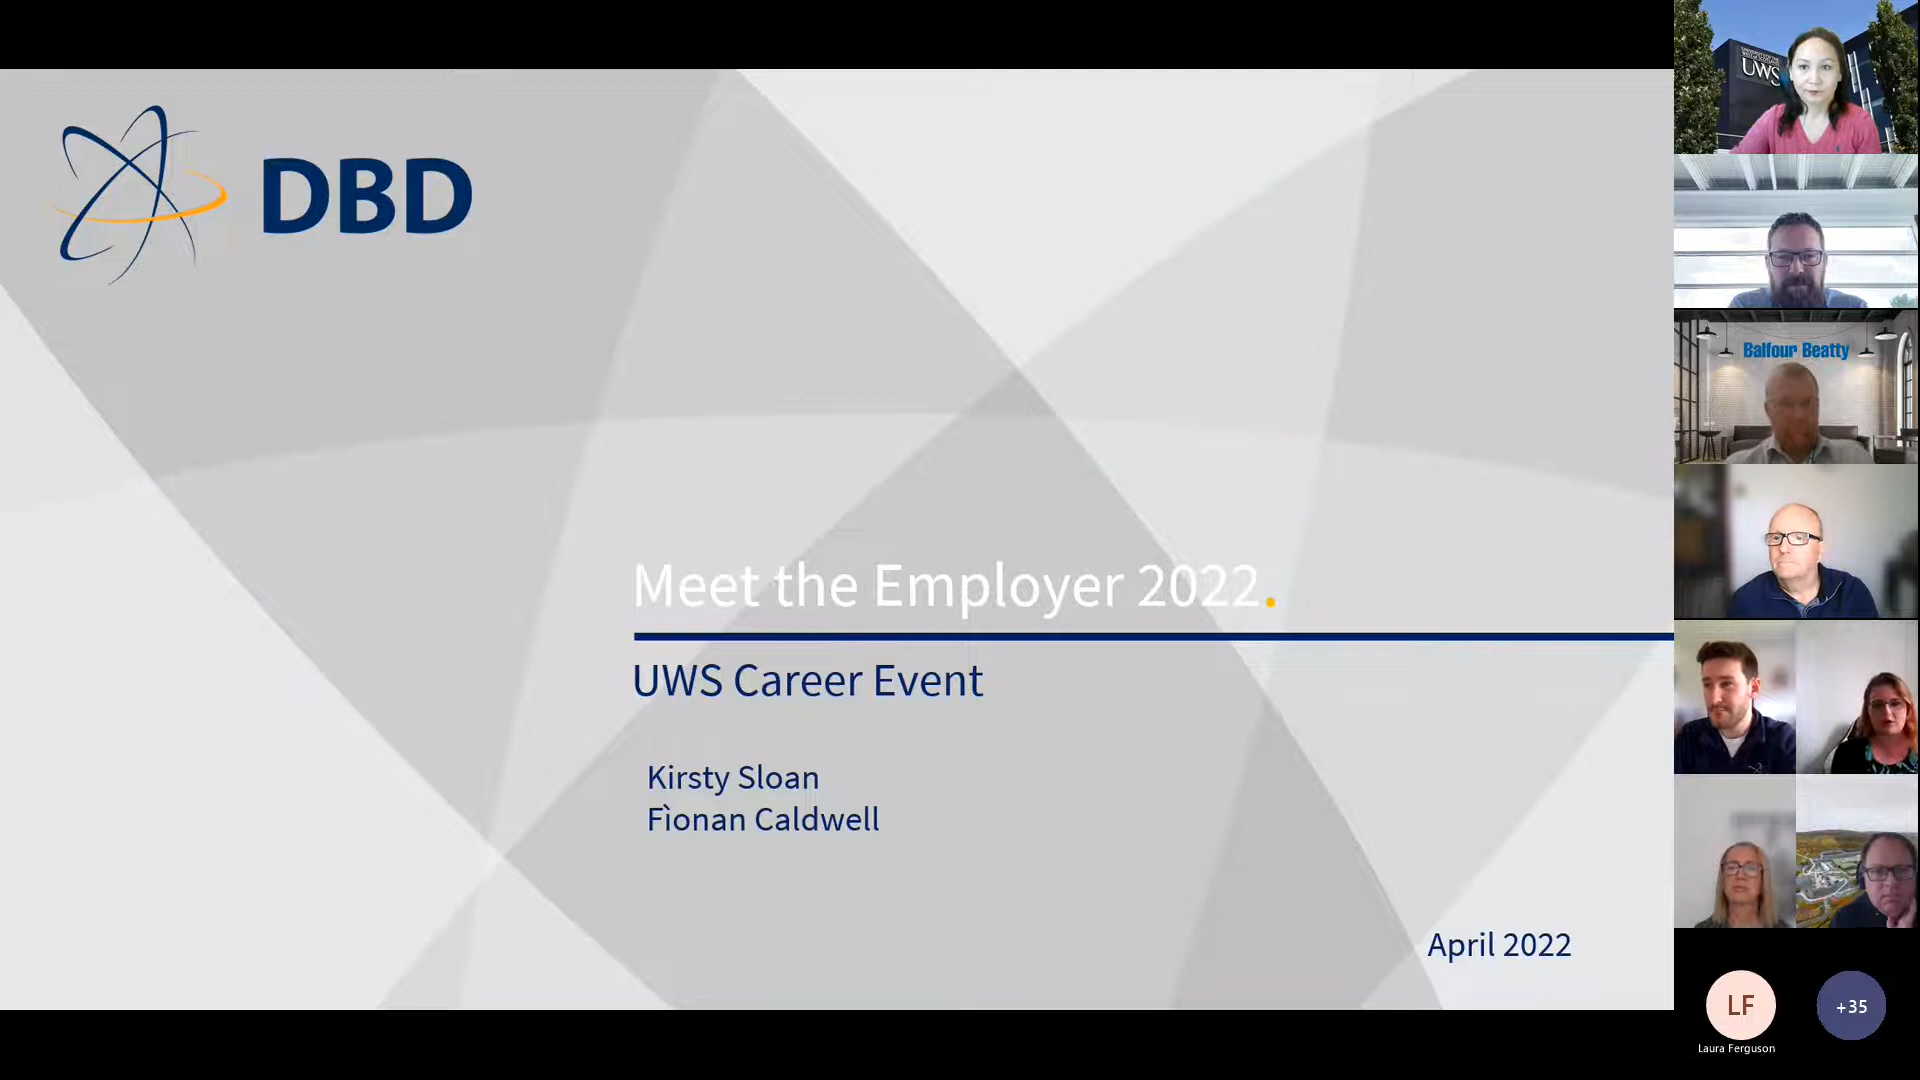 DBD
Meet the Employer 2022.
UWS Career Event
Kirsty Sloan
Fìonan Caldwell
April 2022
UWS
Balfour Beatty
LF
+35
Laura Ferguson